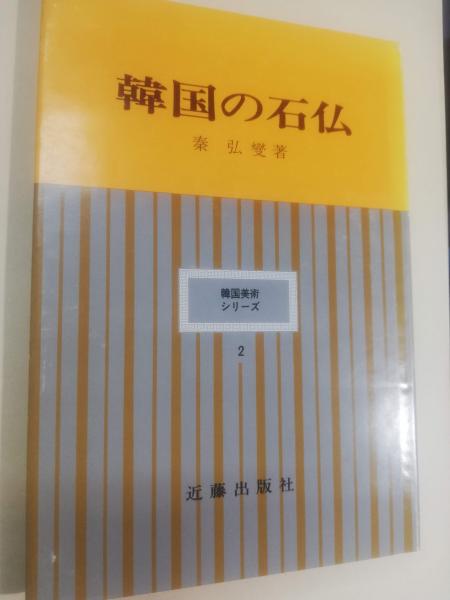 韓国の石仏
秦弘燮著
韓国美術
シリーズ
2
近藤出版社